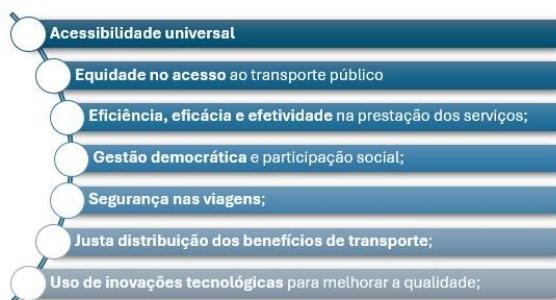 Acessibilidade universal
Equidade no acesso ao transporte público
Eficiência, eficácia e efetividade na prestação dos serviços;
Gestão democrática e participação social;
Segurança nas viagens;
Justa distribuição dos benefícios de transporte;
Uso de inovações tecnológicas para melhorar a qualidade;